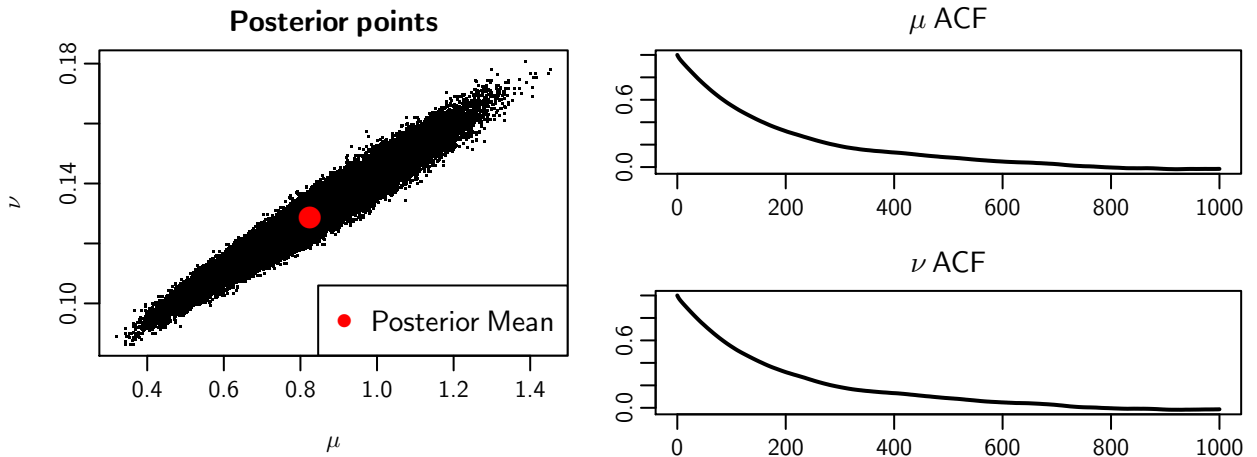 Posterior points
ν
0.18
0.14
0.10
0.4 0.6 0.8 1.0 1.2 1.4
μ
Posterior Mean
μ ACF
0.6
0.0
0 200 400 600 800 1000
ν ACF
0.6
0.0
0 200 400 600 800 1000